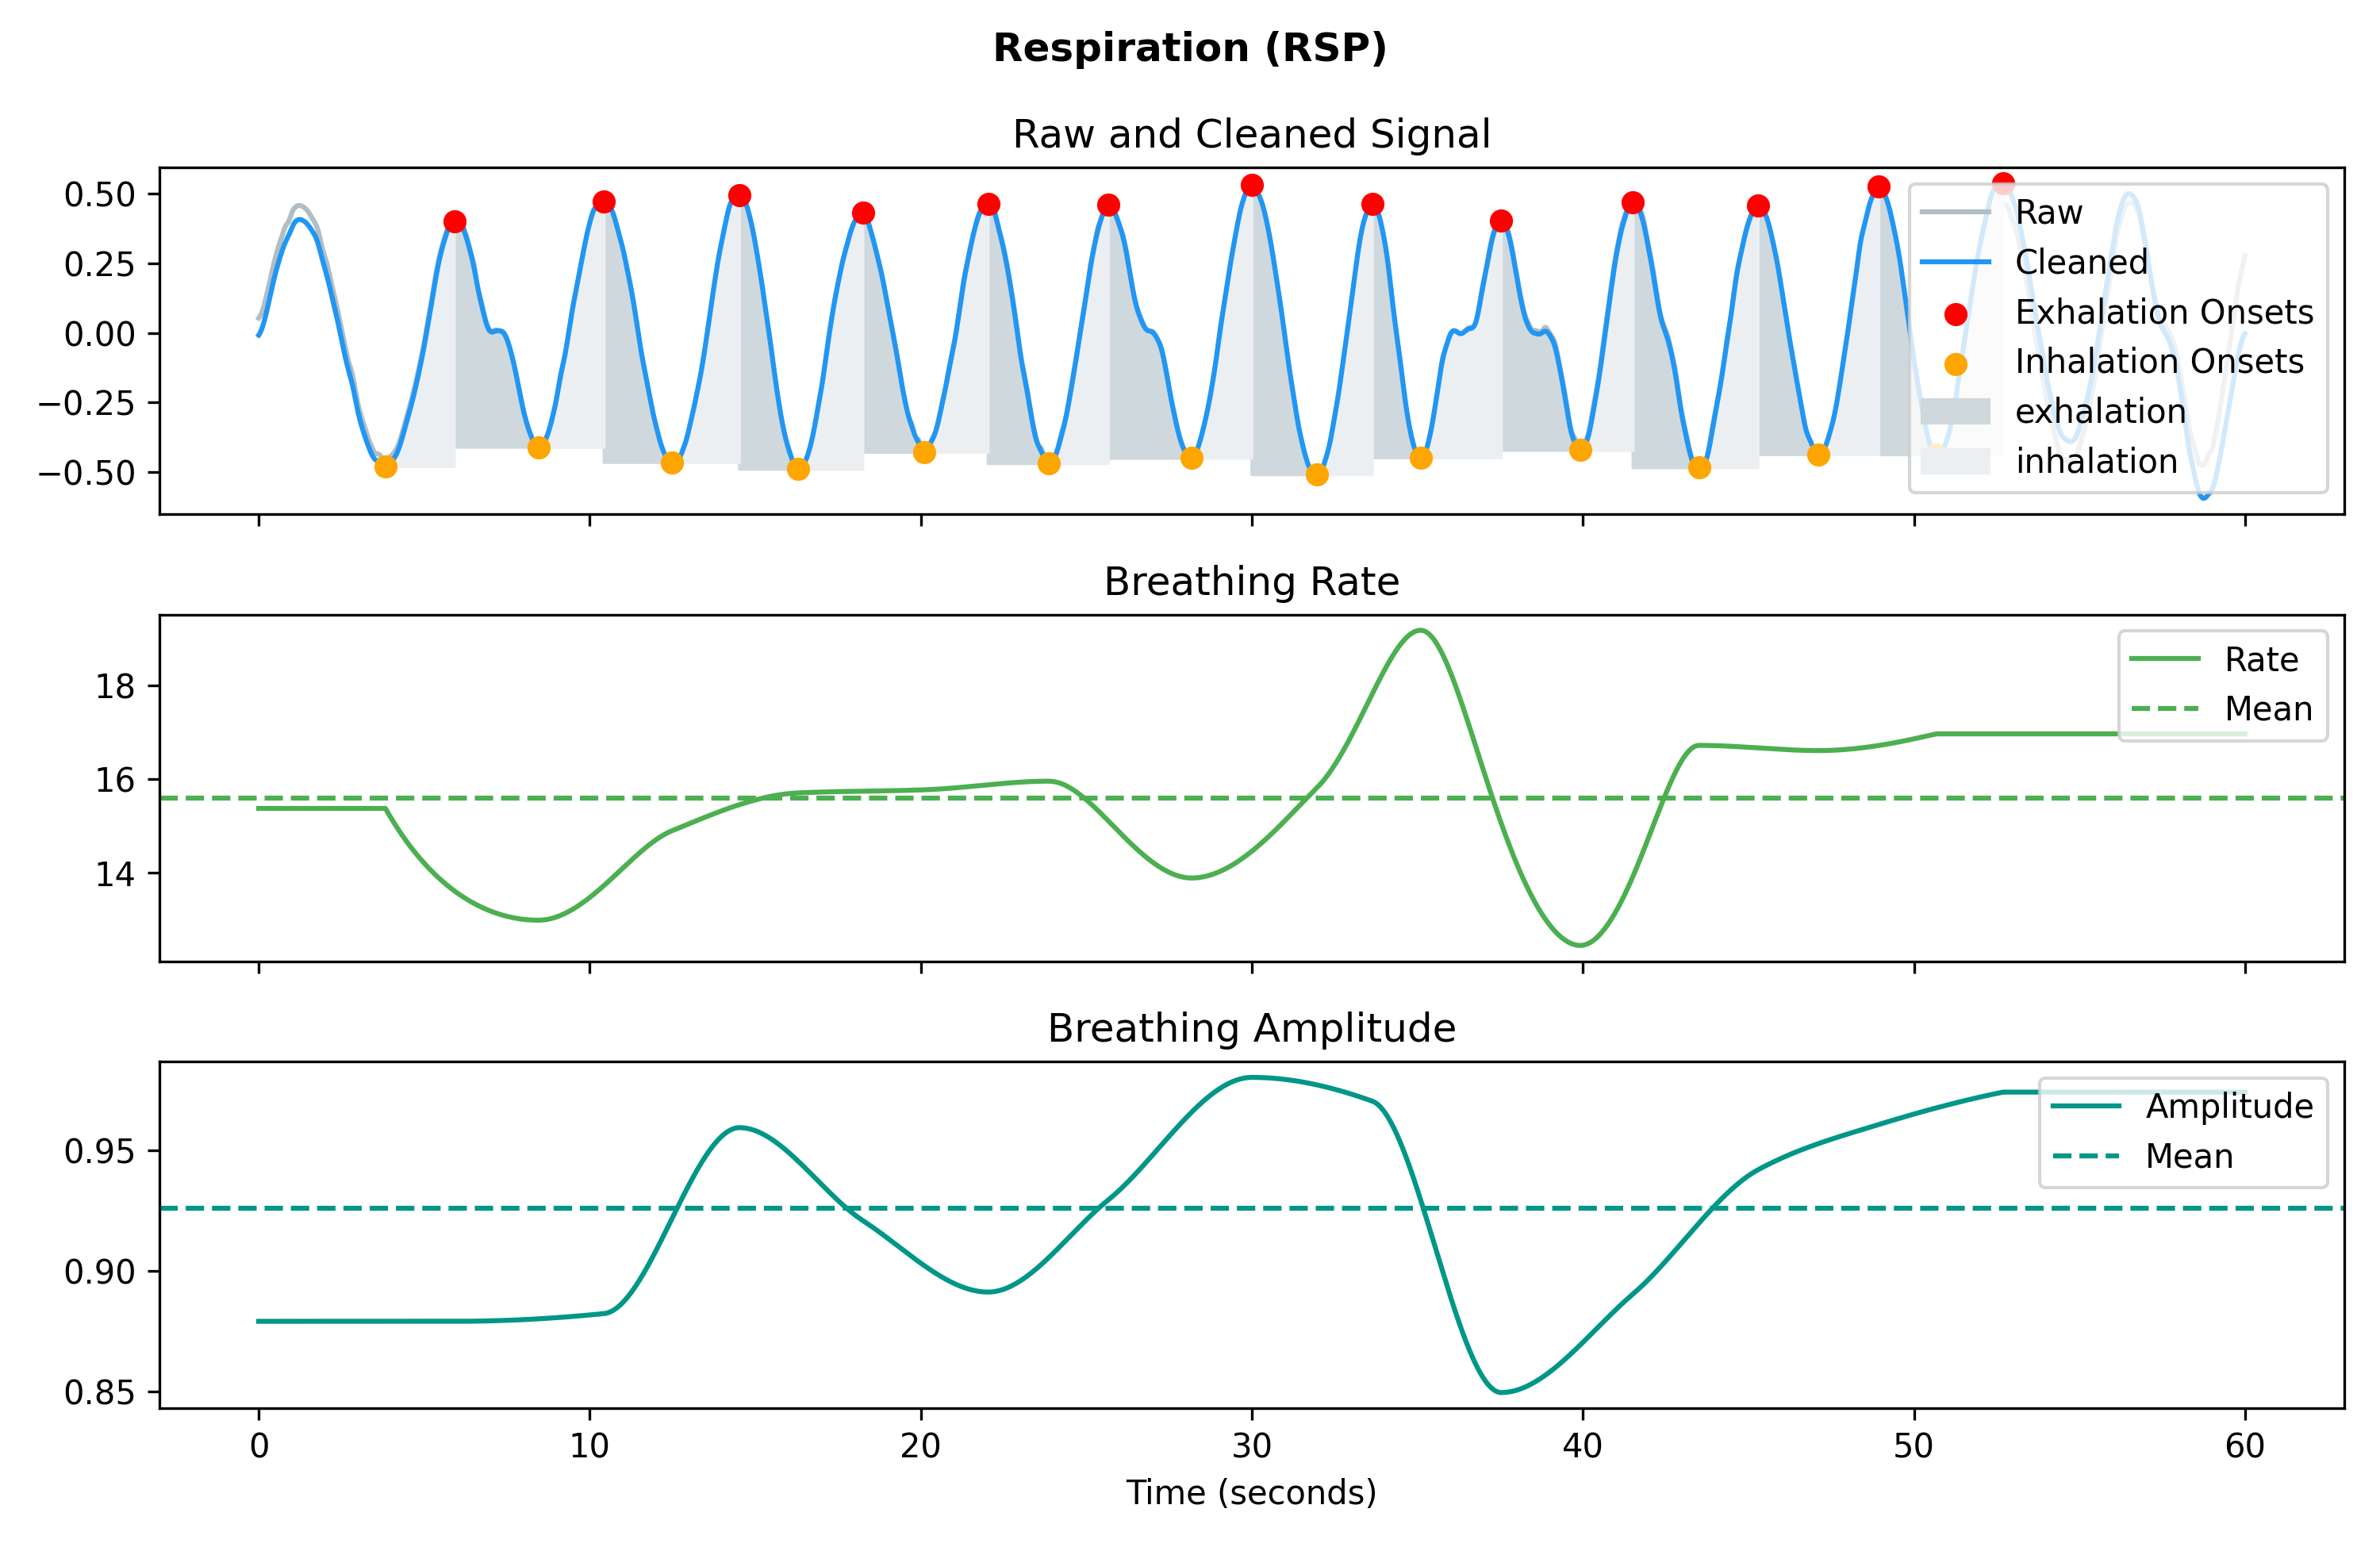 Respiration (RSP)
Raw and Cleaned Signal
0.50
0.25
0.00
−0.25
−0.50
Raw
Cleaned
Exhalation Onsets
Inhalation Onsets
exhalation
inhalation
Breathing Rate
18
16
14
Rate
Mean
Breathing Amplitude
0.95
0.90
0.85
Amplitude
Mean
0 10 20 30 40 50 60
Time (seconds)